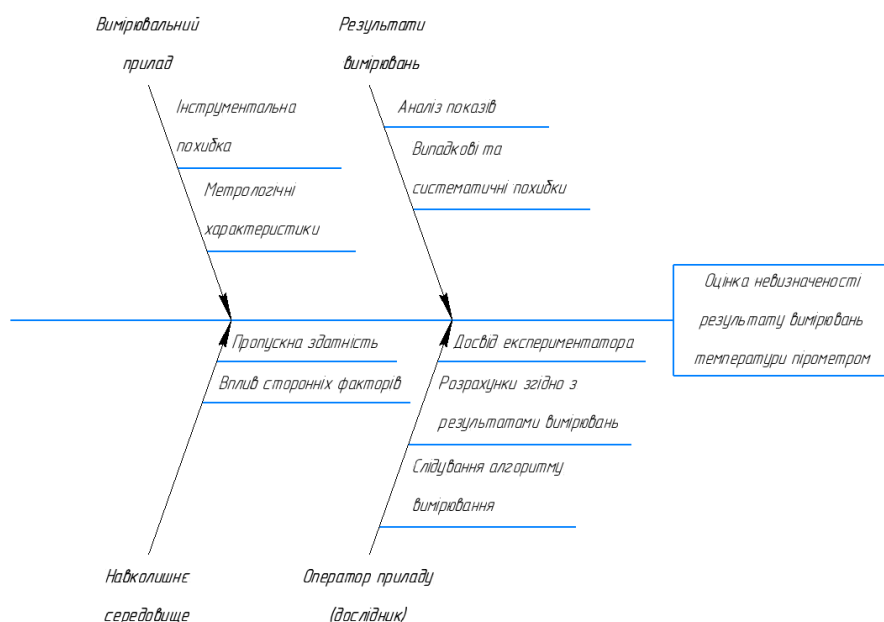 Вимірювальний
прилад
Інструментальна
похибка
Метрологічні
характеристики
Результати
вимірювань
Аналіз показів
Випадкові та
систематичні похибки
Оцінка невизначеності
результату вимірювань
температури пірометром
Пропускна здатність
Вплив сторонніх факторів
Навколишнє
середовище
Досвід експериментатора
Розрахунки згідно з
результатами вимірювань
Слідування алгоритму
вимірювання
Оператор приладу
(дослідник)